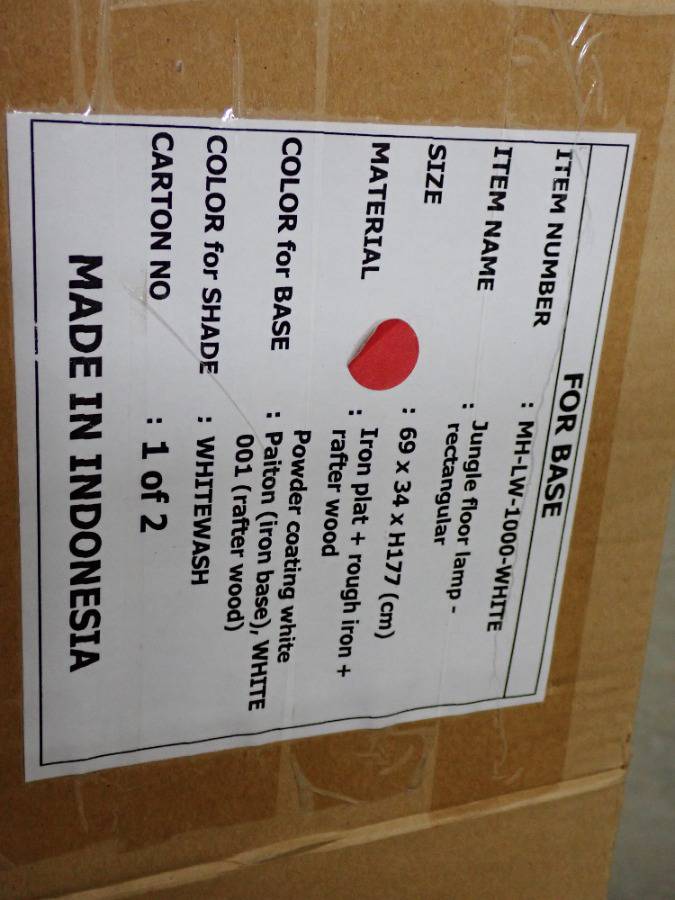 FOR BASE
ITEM NUMBER : MH-LW-1000-WHITE
ITEM NAME : Jungle floor lamp -
rectangular
SIZE : 69 x 34 x H177 (cm)
MATERIAL : Iron plat + rough iron +
rafter wood
Powder coating white
COLOR for BASE : Paiton (iron base), WHITE
001 (rafter wood)
COLOR for SHADE : WHITEWASH
CARTON NO : 1 of 2
MADE IN INDONESIA